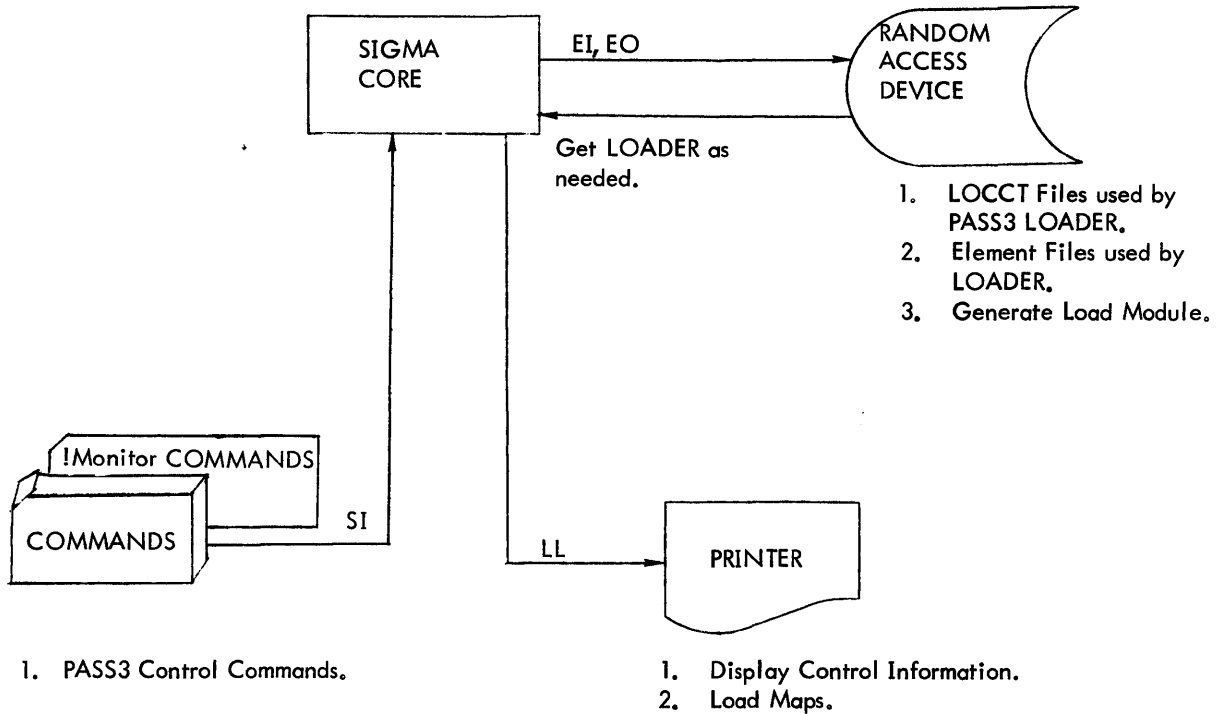 SIGMA
CORE
EI, EO
RANDOM
ACCESS
DEVICE
Get LOADER as
needed.
1. LOCCT Files used by
PASS3 LOADER.
2. Element Files used by
LOADER.
3. Generate Load Module.
!Monitor COMMANDS
COMMANDS
SI
LL
PRINTER
1. PASS3 Control Commands.
1. Display Control Information.
2. Load Maps.